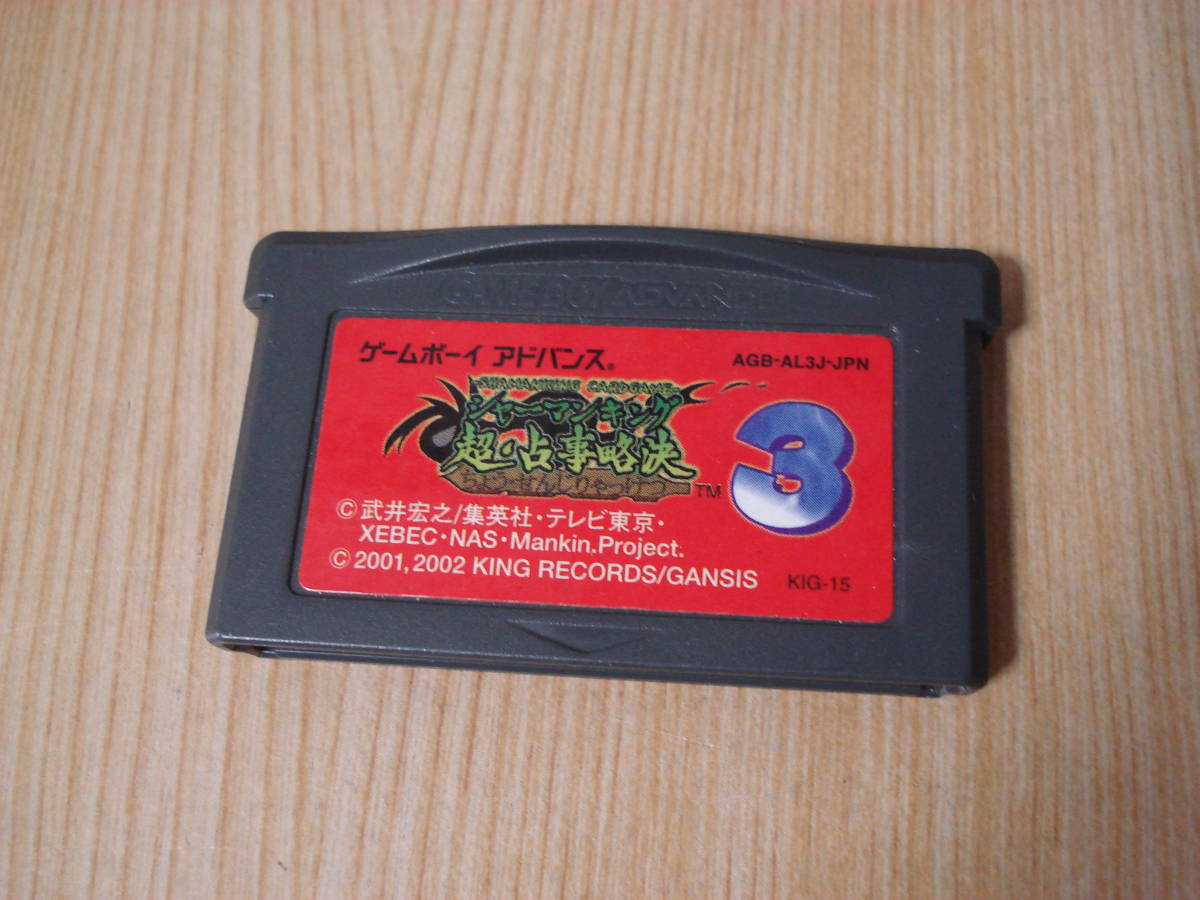 GAME BOY ADVANCE
ゲームボーイ アドバンス®
AGB-AL3J-JPN
SHAMANKING CARDGAME
シャーマンキング
超・占事略決
ちょう・せんじりゃっけつ
TM
3
© 武井宏之/集英社・テレビ東京・
XEBEC・NAS・Mankin.Project.
© 2001, 2002 KING RECORDS/GANSIS
KIG-15